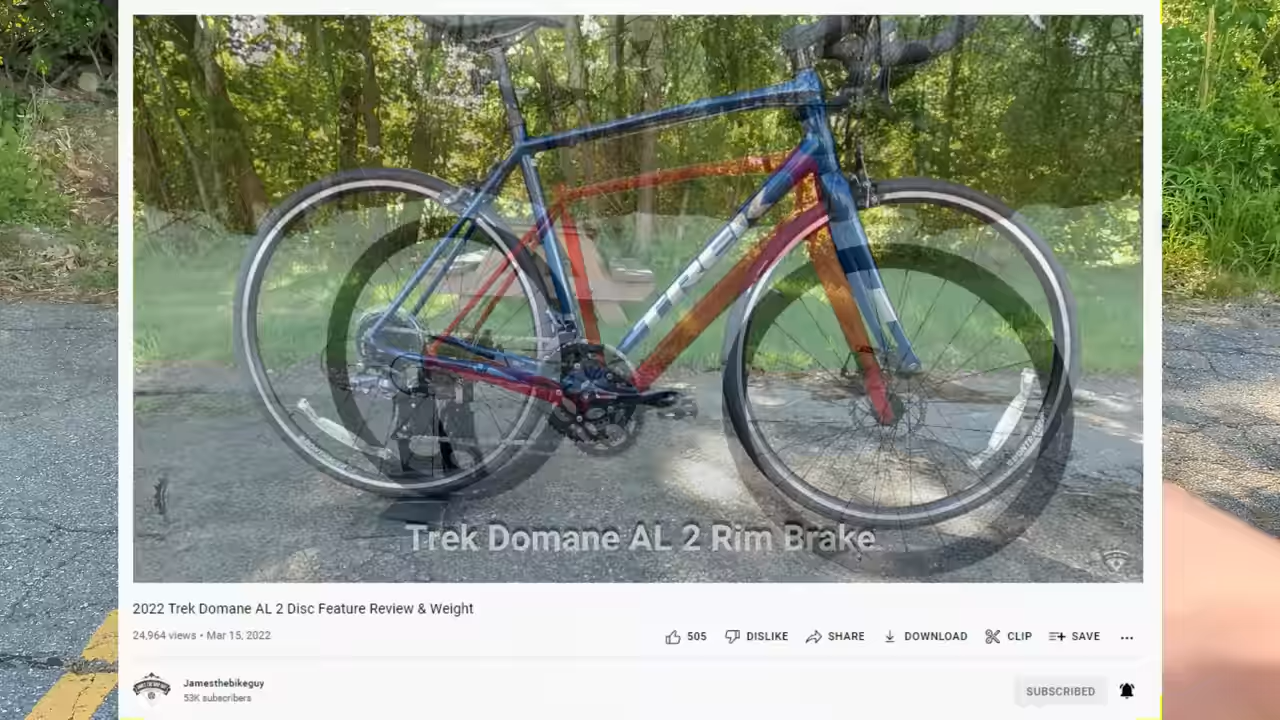 TREK
Trek Domane AL 2 Rim Brake
2022 Trek Domane AL 2 Disc Feature Review & Weight
24,964 views • Mar 15, 2022
505
DISLIKE
SHARE
DOWNLOAD
CLIP
SAVE
Jamesthebikeguy
53K subscribers
SUBSCRIBED